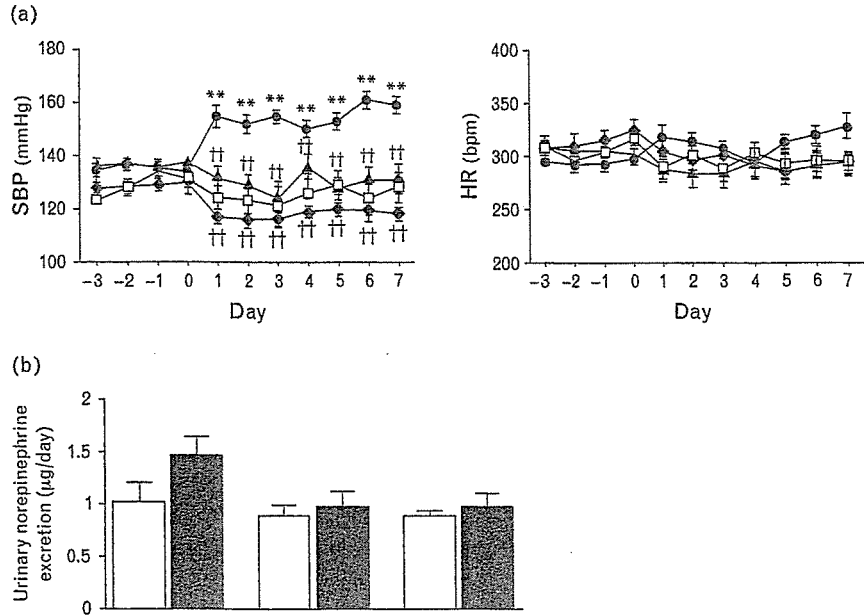 (a)
180
160
140
120
100
SBP (mmHg)
** ** ** ** ** ** **
†† †† †† †† †† †† ††
†† †† †† †† †† †† ††
−3 −2 −1 0 1 2 3 4 5 6 7
Day
400
350
300
250
200
HR (bpm)
−3 −2 −1 0 1 2 3 4 5 6 7
Day
(b)
2
1.5
1
0.5
0
Urinary norepinephrine
excretion (μg/day)